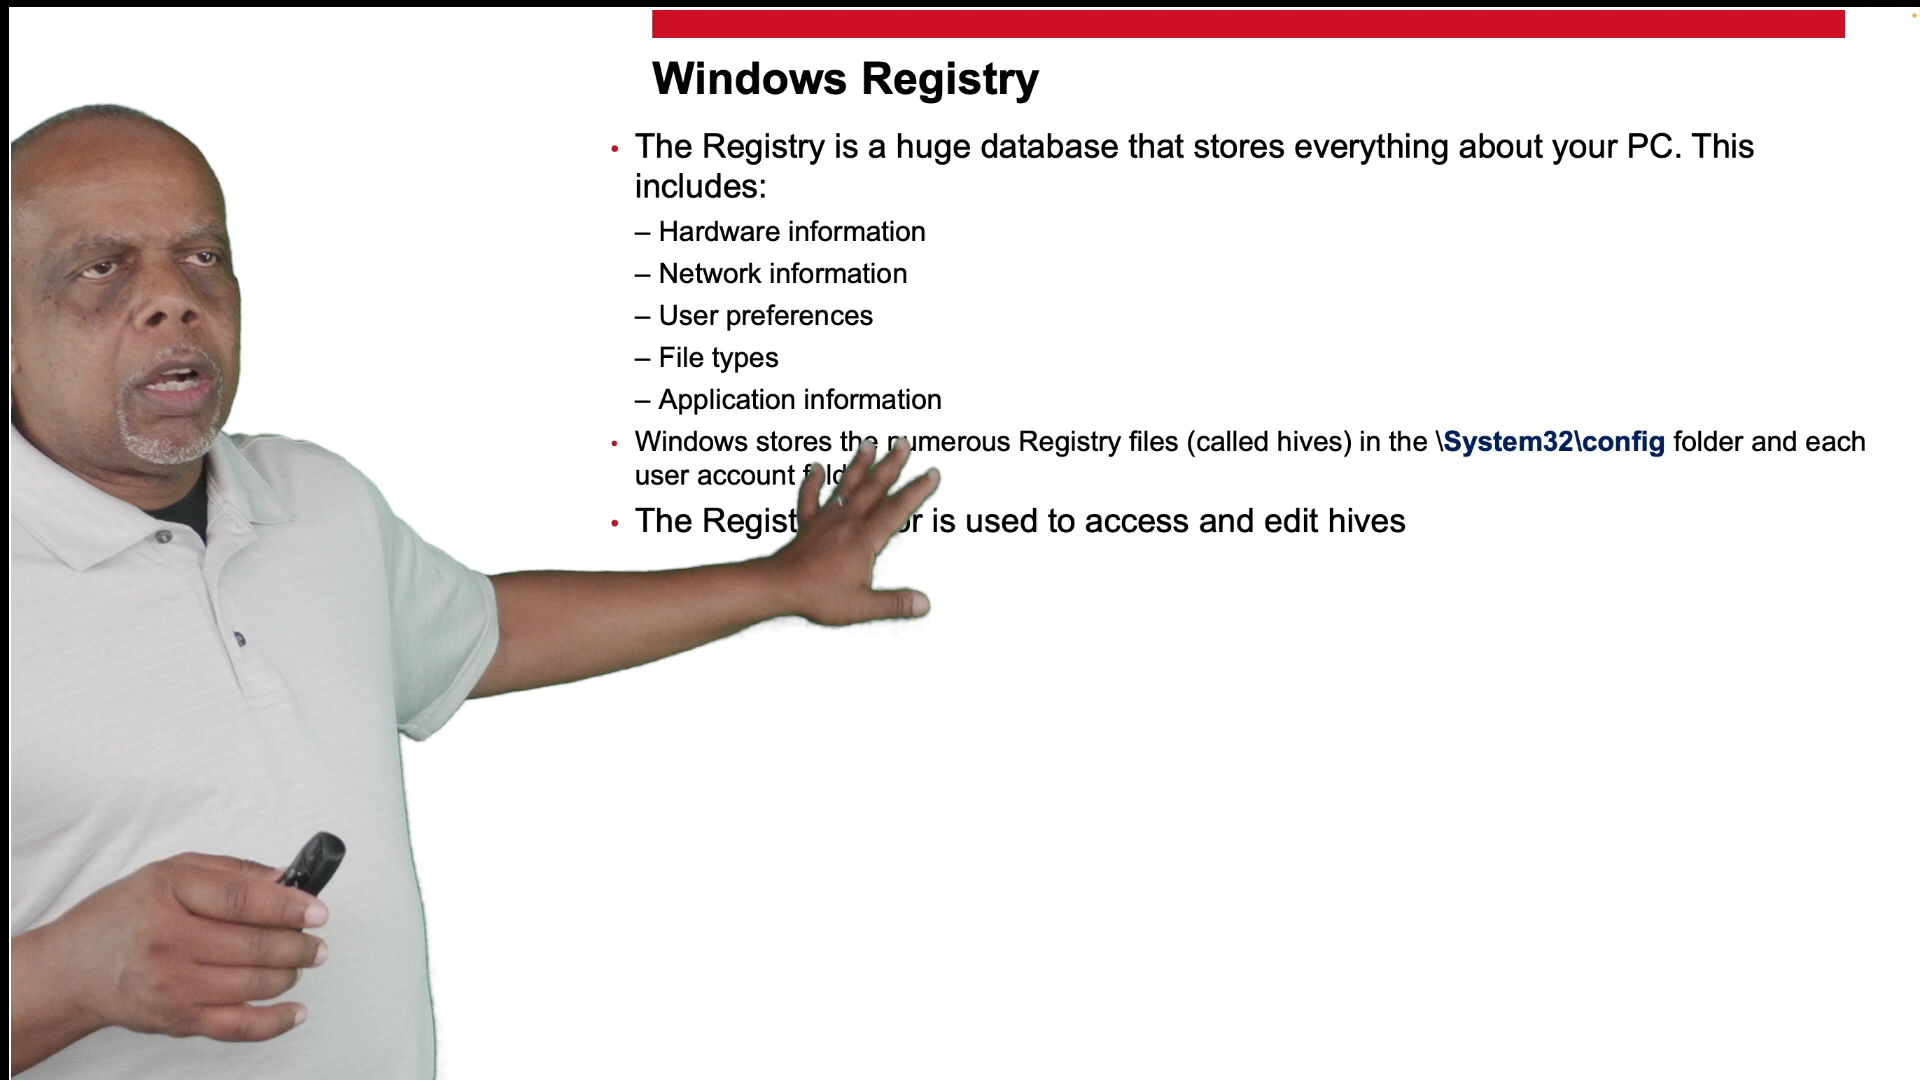 Windows Registry
• The Registry is a huge database that stores everything about your PC. This
includes:
– Hardware information
– Network information
– User preferences
– File types
– Application information
• Windows stores the numerous Registry files (called hives) in the \System32\config folder and each
user account
• The is used to access and edit hives